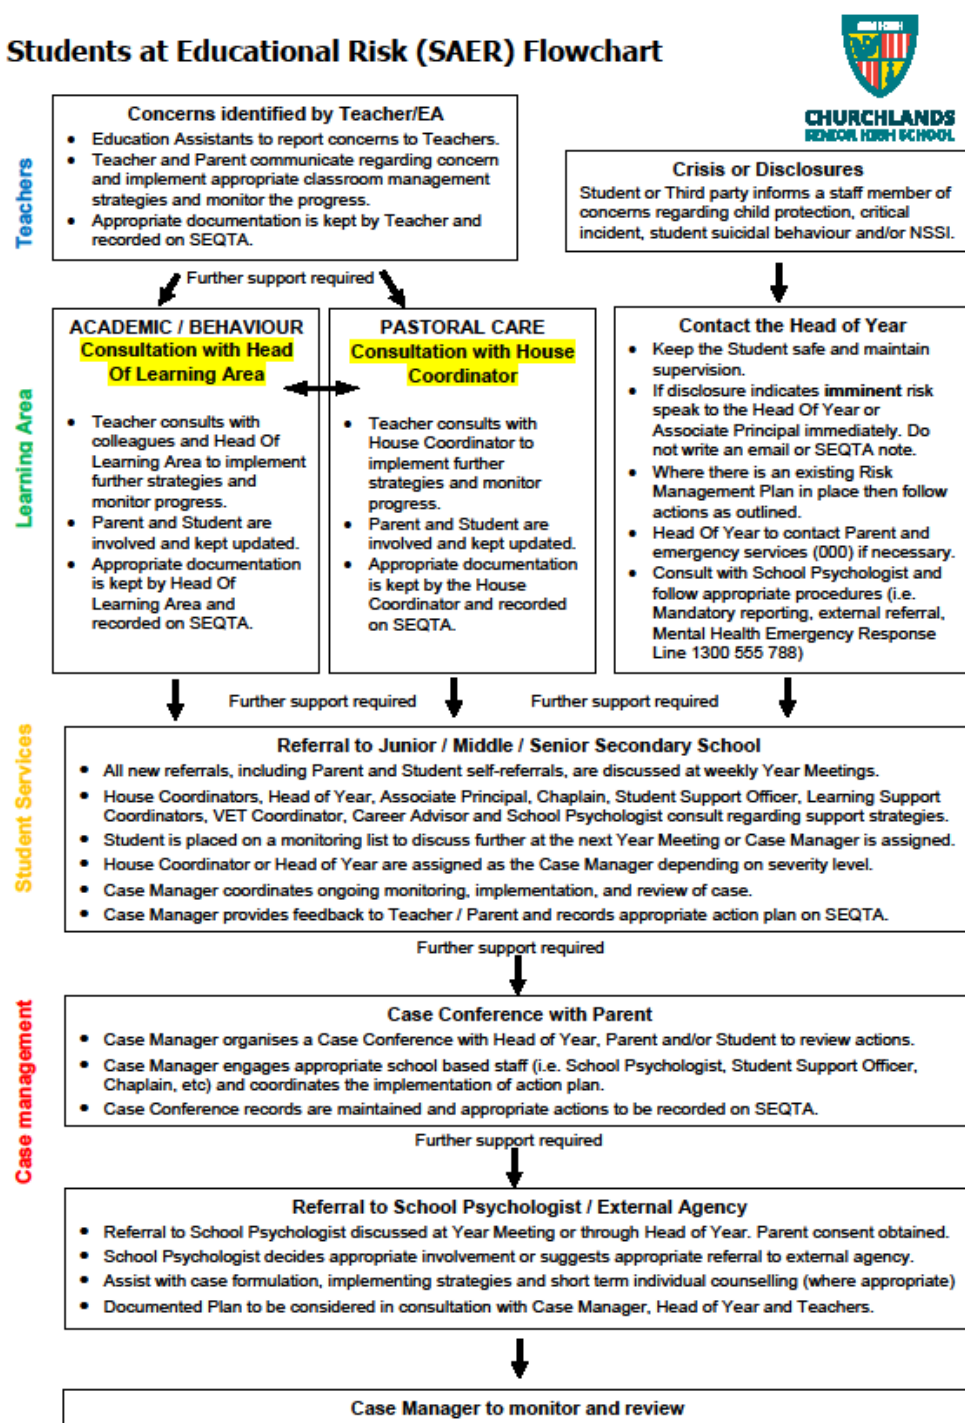 Students at Educational Risk (SAER) Flowchart
CHURCHLANDS
SENIOR HIGH SCHOOL
Teachers
Concerns identified by Teacher/EA
• Education Assistants to report concerns to Teachers.
• Teacher and Parent communicate regarding concern
and implement appropriate classroom management
strategies and monitor the progress.
• Appropriate documentation is kept by Teacher and
recorded on SEQTA.
Crisis or Disclosures
Student or Third party informs a staff member of
concerns regarding child protection, critical
incident, student suicidal behaviour and/or NSSI.
Further support required
Learning Area
ACADEMIC / BEHAVIOUR
Consultation with Head
Of Learning Area
• Teacher consults with
colleagues and Head Of
Learning Area to implement
further strategies and
monitor progress.
• Parent and Student are
involved and kept updated.
• Appropriate documentation
is kept by Head Of
Learning Area and
recorded on SEQTA.
PASTORAL CARE
Consultation with House
Coordinator
• Teacher consults with
House Coordinator to
implement further
strategies and monitor
progress.
• Parent and Student are
involved and kept updated.
• Appropriate documentation
is kept by the House
Coordinator and recorded
on SEQTA.
Contact the Head of Year
• Keep the Student safe and maintain
supervision.
• If disclosure indicates imminent risk
speak to the Head Of Year or
Associate Principal immediately. Do
not write an email or SEQTA note.
• Where there is an existing Risk
Management Plan in place then follow
actions as outlined.
• Head Of Year to contact Parent and
emergency services (000) if necessary.
• Consult with School Psychologist and
follow appropriate procedures (i.e.
Mandatory reporting, external referral,
Mental Health Emergency Response
Line 1300 555 788)
Further support required
Further support required
Student Services
Referral to Junior / Middle / Senior Secondary School
• All new referrals, including Parent and Student self-referrals, are discussed at weekly Year Meetings.
• House Coordinators, Head of Year, Associate Principal, Chaplain, Student Support Officer, Learning Support
Coordinators, VET Coordinator, Career Advisor and School Psychologist consult regarding support strategies.
• Student is placed on a monitoring list to discuss further at the next Year Meeting or Case Manager is assigned.
• House Coordinator or Head of Year are assigned as the Case Manager depending on severity level.
• Case Manager coordinates ongoing monitoring, implementation, and review of case.
• Case Manager provides feedback to Teacher / Parent and records appropriate action plan on SEQTA.
Further support required
Case management
Case Conference with Parent
• Case Manager organises a Case Conference with Head of Year, Parent and/or Student to review actions.
• Case Manager engages appropriate school based staff (i.e. School Psychologist, Student Support Officer,
Chaplain, etc) and coordinates the implementation of action plan.
• Case Conference records are maintained and appropriate actions to be recorded on SEQTA.
Further support required
Referral to School Psychologist / External Agency
• Referral to School Psychologist discussed at Year Meeting or through Head of Year. Parent consent obtained.
• School Psychologist decides appropriate involvement or suggests appropriate referral to external agency.
• Assist with case formulation, implementing strategies and short term individual counselling (where appropriate)
• Documented Plan to be considered in consultation with Case Manager, Head of Year and Teachers.
Case Manager to monitor and review